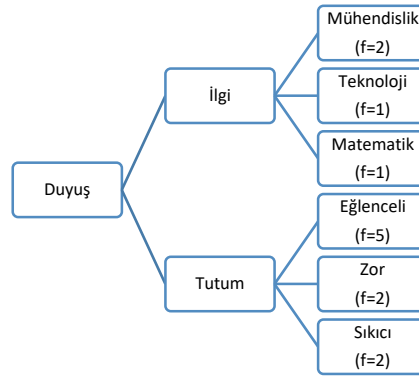 Duyuş
İlgi
Mühendislik
(f=2)
Teknoloji
(f=1)
Matematik
(f=1)
Tutum
Eğlenceli
(f=5)
Zor
(f=2)
Sıkıcı
(f=2)